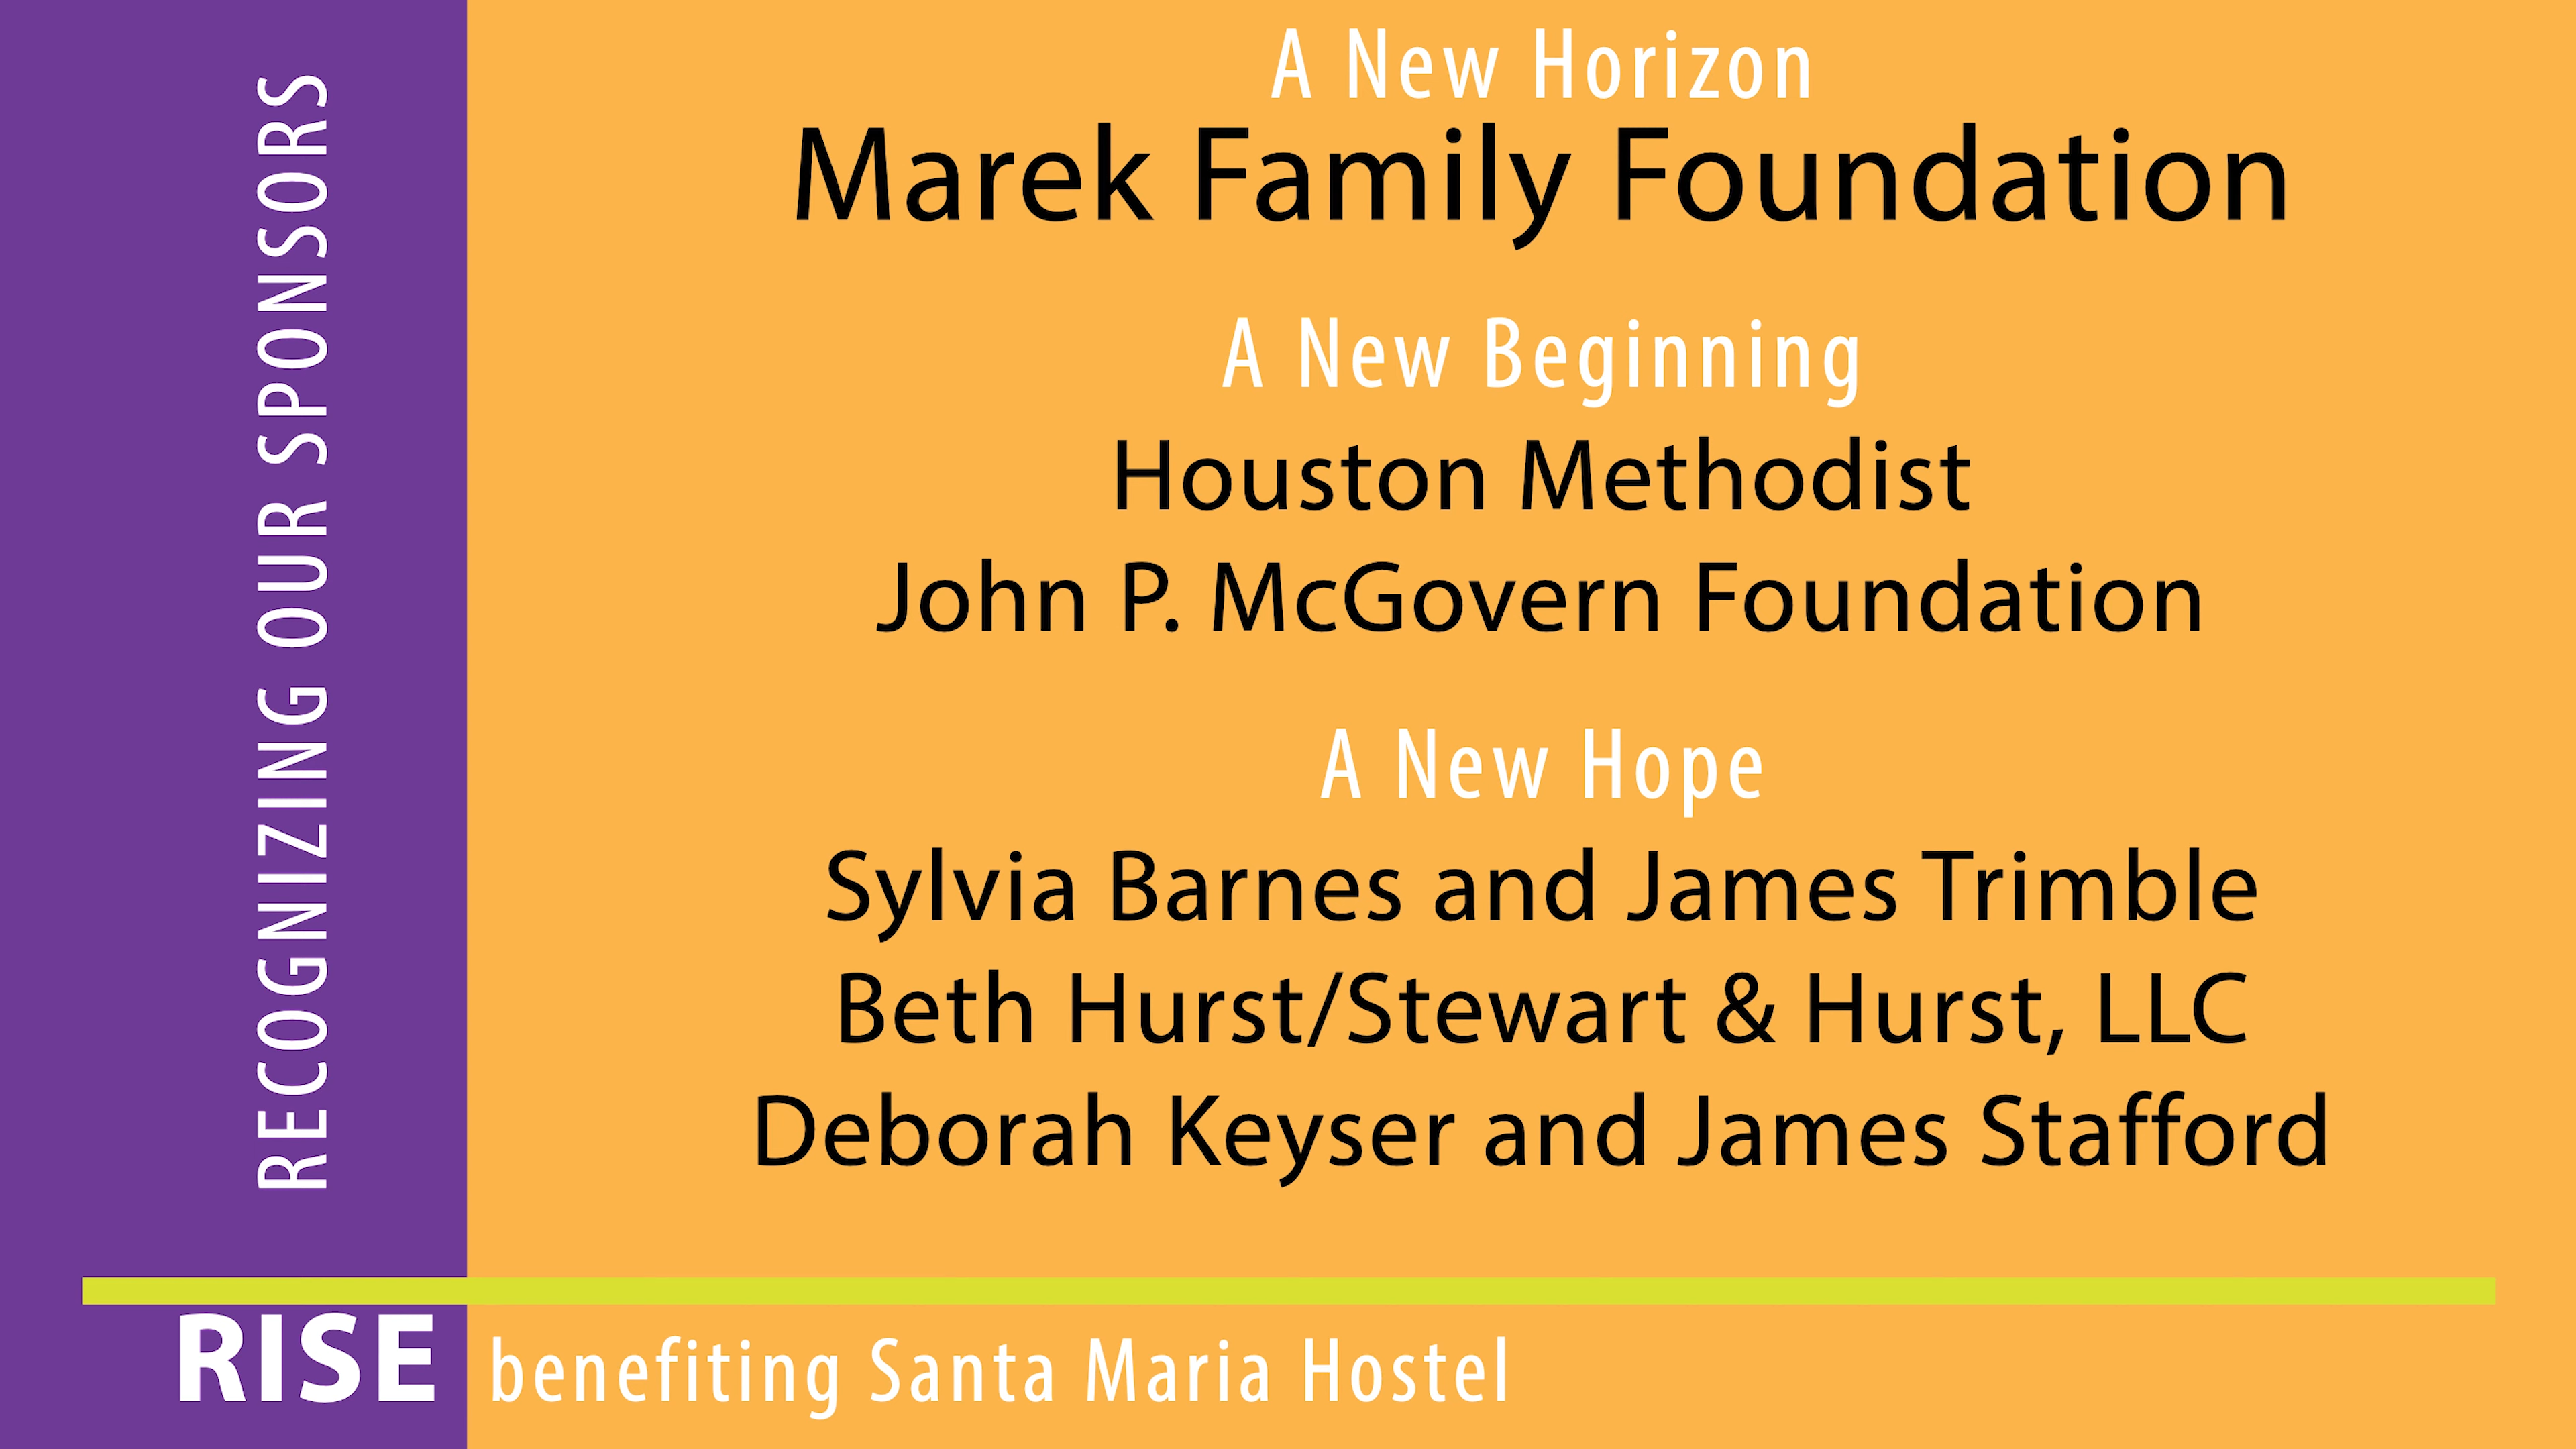 RECOGNIZING OUR SPONSORS
A New Horizon
Marek Family Foundation
A New Beginning
Houston Methodist
John P. McGovern Foundation
A New Hope
Sylvia Barnes and James Trimble
Beth Hurst/Stewart & Hurst, LLC
Deborah Keyser and James Stafford
RISE benefiting Santa Maria Hostel